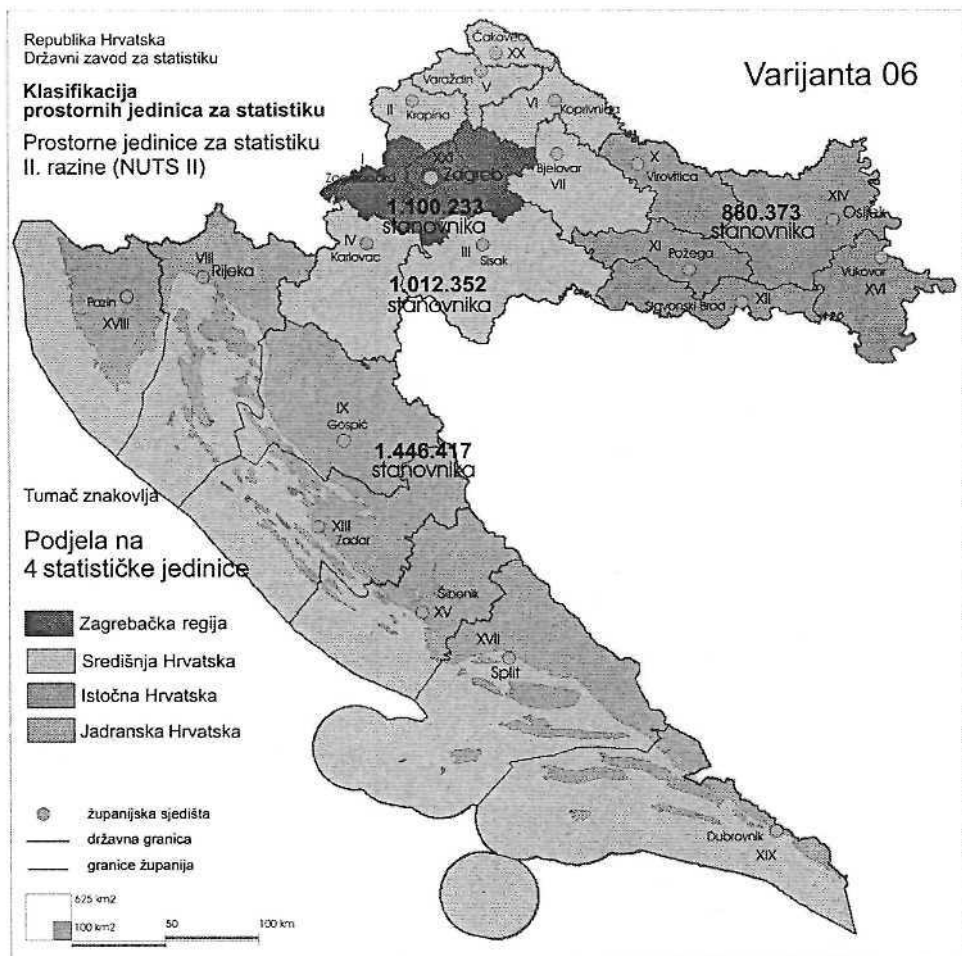 Republika Hrvatska
Državni zavod za statistiku
Klasifikacija
prostornih jedinica za statistiku
Prostorne jedinice za statistiku
II. razine (NUTS II)
Varijanta 06
Čakovec
XX
Varaždin
V
II
Krapina
VI
Koprivnica
I
XXI
Zagreb
1.100.233
stanovnika
Bjelovar
VII
X
Virovitica
XIV
Osijek
880.373
stanovnika
IV
Karlovac
III
Sisak
1.012.352
stanovnika
XI
Požega
Slavonski Brod
XII
Vukovar
XVI
VIII
Rijeka
Pazin
XVIII
IX
Gospić
1.446.417
stanovnika
XIII
Zadar
Šibenik
XV
XVII
Split
Dubrovnik
XIX
Tumač znakovlja
Podjela na
4 statističke jedinice
Zagrebačka regija
Središnja Hrvatska
Istočna Hrvatska
Jadranska Hrvatska
županijska sjedišta
državna granica
granice županija
625 km2
100 km2
50
100 km